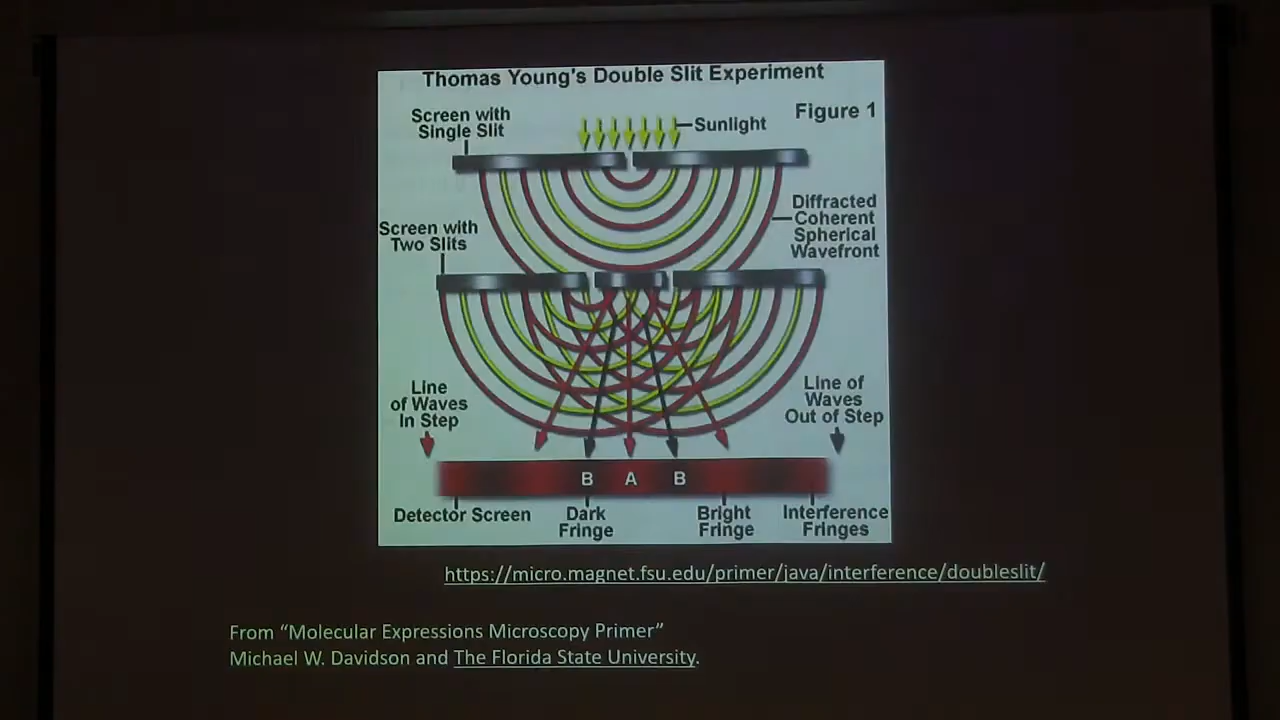 Thomas Young's Double Slit Experiment
Figure 1
Screen with
Single Slit
Sunlight
Diffracted
Coherent
Spherical
Wavefront
Screen with
Two Slits
Line
of Waves
In Step
Line of
Waves
Out of Step
B A B
Detector Screen
Dark
Fringe
Bright
Fringe
Interference
Fringes
https://micro.magnet.fsu.edu/primer/java/interference/doubleslit/
From “Molecular Expressions Microscopy Primer”
Michael W. Davidson and The Florida State University.